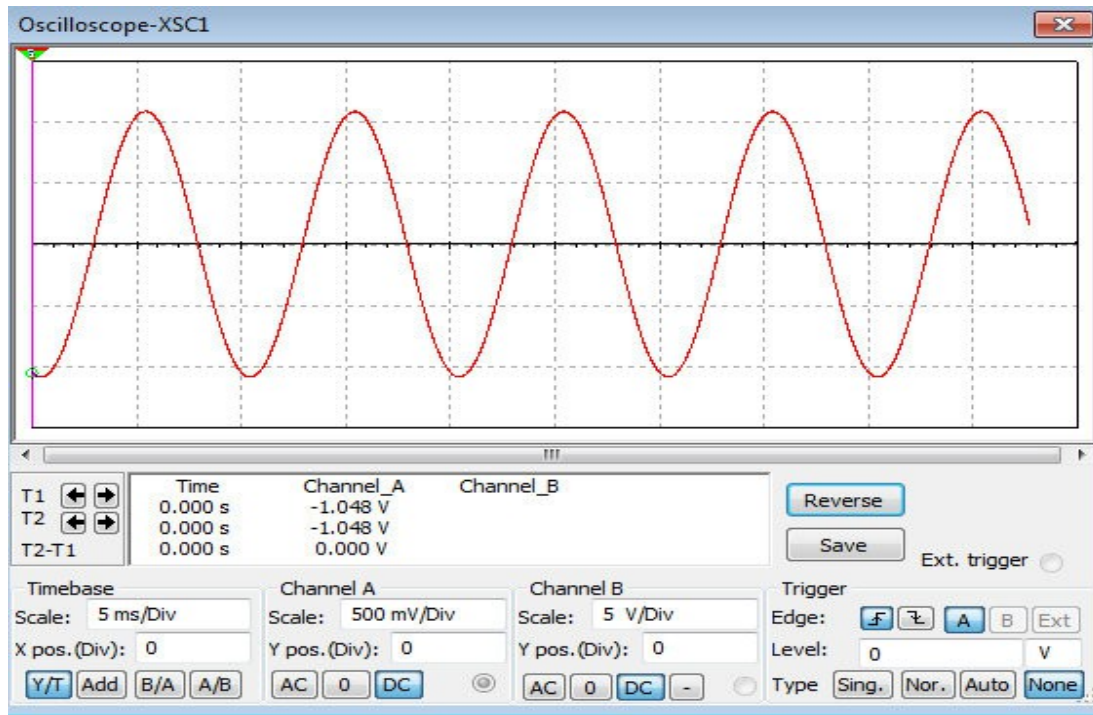 Oscilloscope-XSC1
T1
T2
T2-T1
Time Channel_A Channel_B
0.000 s -1.048 V
0.000 s -1.048 V
0.000 s 0.000 V
Reverse
Save
Ext. trigger
Timebase
Scale: 5 ms/Div
X pos.(Div): 0
Y/T Add B/A A/B
Channel A
Scale: 500 mV/Div
Y pos.(Div): 0
AC 0 DC
Channel B
Scale: 5 V/Div
Y pos.(Div): 0
AC 0 DC -
Trigger
Edge: A B Ext
Level: 0 V
Type Sing. Nor. Auto None